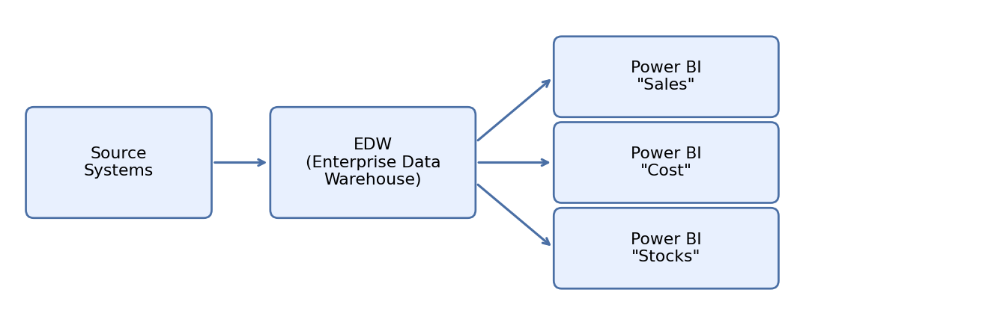 Source
Systems
EDW
(Enterprise Data
Warehouse)
Power BI
"Sales"
Power BI
"Cost"
Power BI
"Stocks"